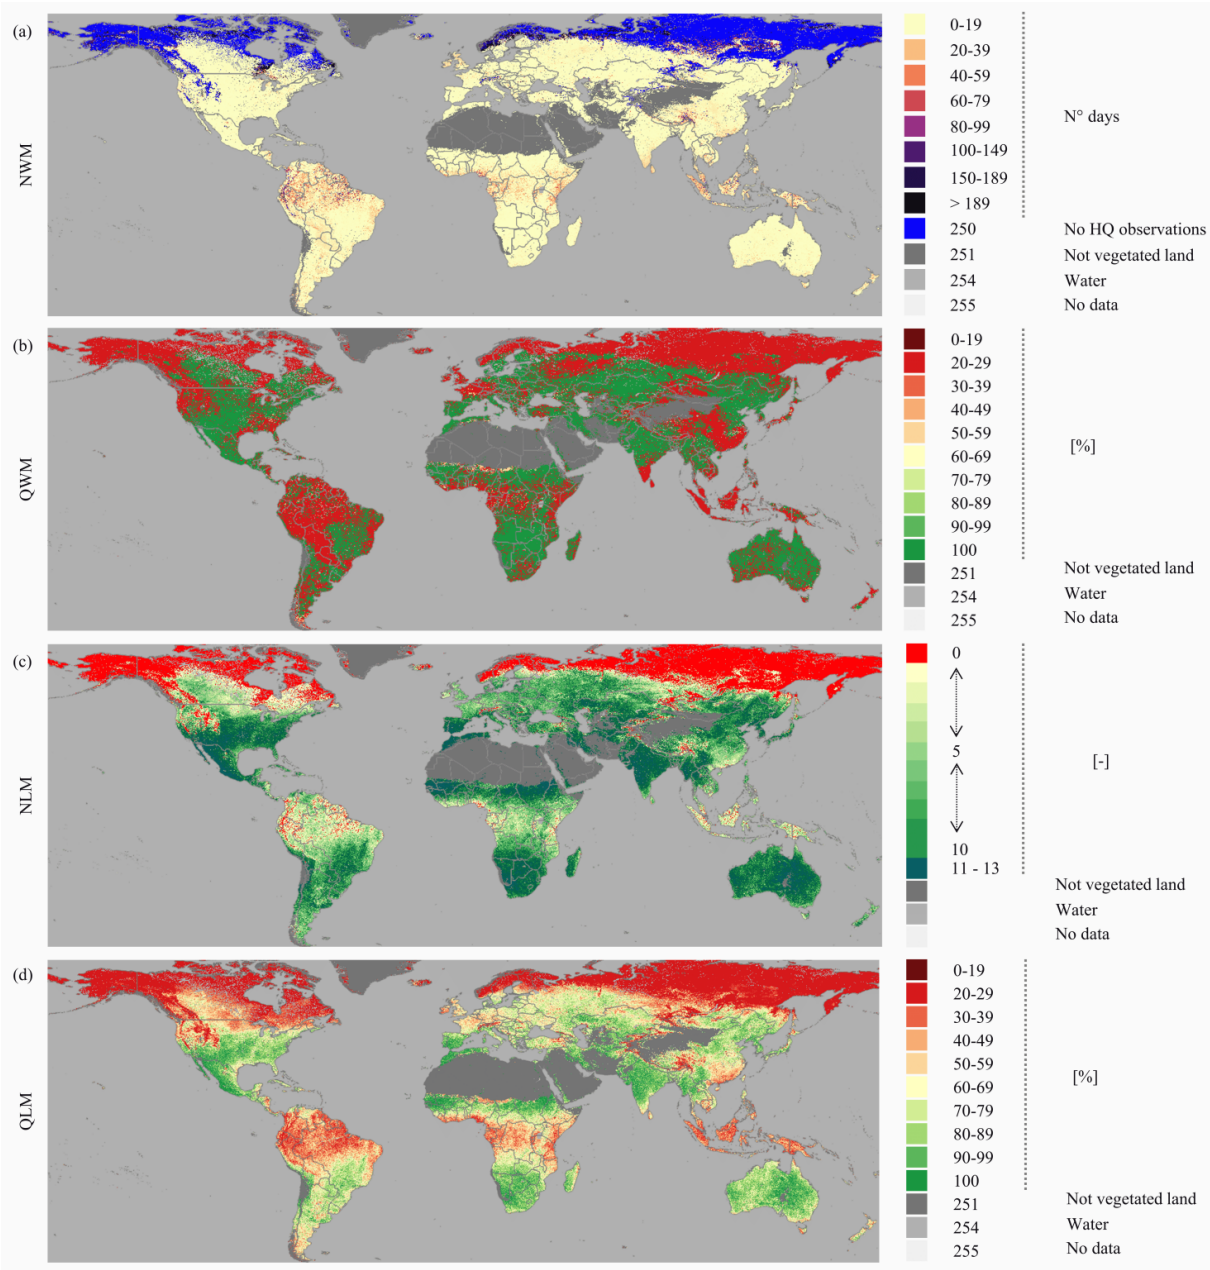 (a)
NWM
0-19
20-39
40-59
60-79
80-99
100-149
150-189
> 189
N° days
250 No HQ observations
251 Not vegetated land
254 Water
255 No data
(b)
QWM
0-19
20-29
30-39
40-49
50-59
60-69
70-79
80-89
90-99
100
[%]
251 Not vegetated land
254 Water
255 No data
(c)
NLM
0
5
10
11 - 13
[-]
Not vegetated land
Water
No data
(d)
QLM
0-19
20-29
30-39
40-49
50-59
60-69
70-79
80-89
90-99
100
[%]
251 Not vegetated land
254 Water
255 No data